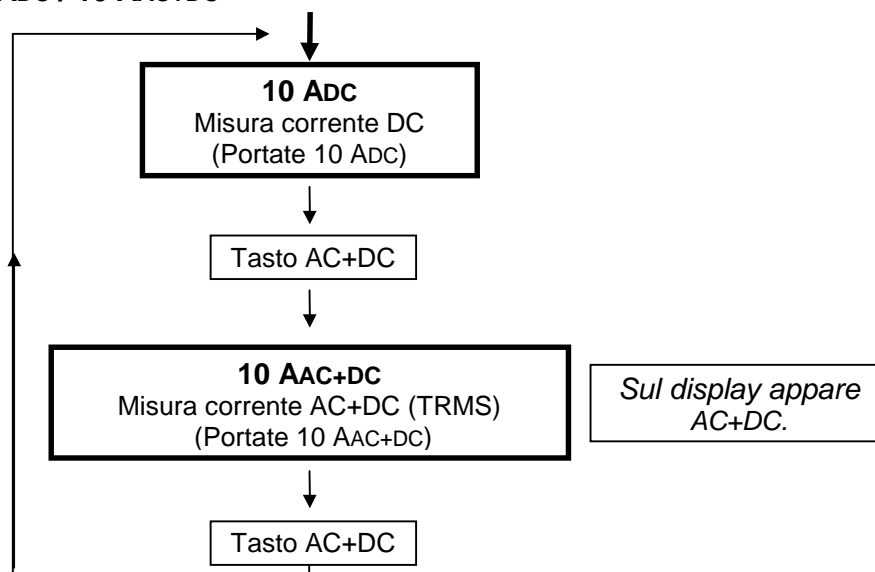 10 ADC
Misura corrente DC
(Portate 10 ADC)
Tasto AC+DC
10 AAC+DC
Misura corrente AC+DC (TRMS)
(Portate 10 AAC+DC)
Sul display appare
AC+DC.
Tasto AC+DC